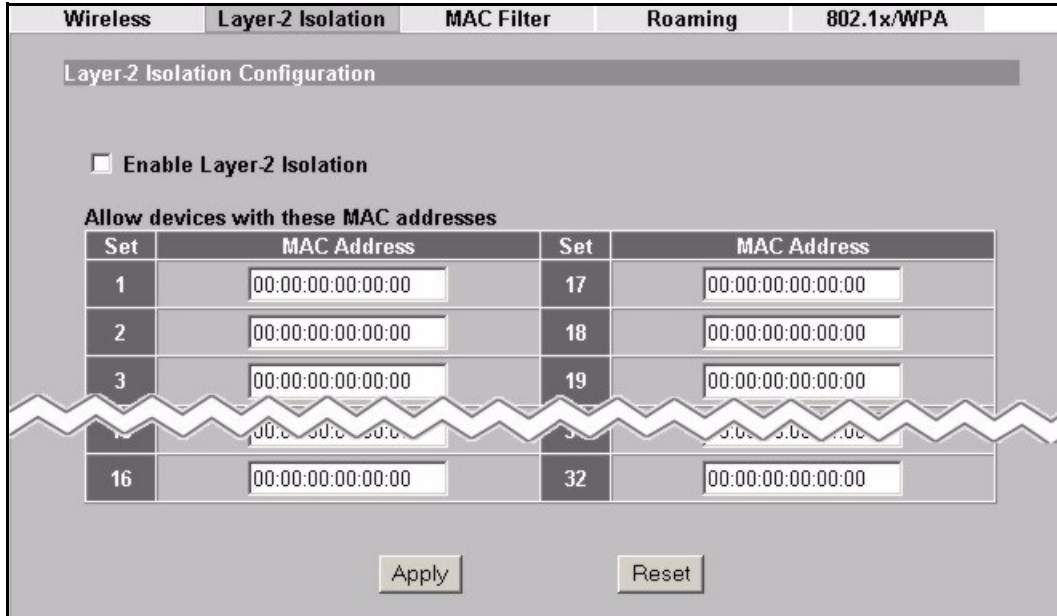 Wireless Layer-2 Isolation MAC Filter Roaming 802.1x/WPA
Layer-2 Isolation Configuration
Enable Layer-2 Isolation
Allow devices with these MAC addresses
Set MAC Address Set MAC Address
1 00:00:00:00:00:00 17 00:00:00:00:00:00
2 00:00:00:00:00:00 18 00:00:00:00:00:00
3 00:00:00:00:00:00 19 00:00:00:00:00:00
16 00:00:00:00:00:00 32 00:00:00:00:00:00
Apply Reset